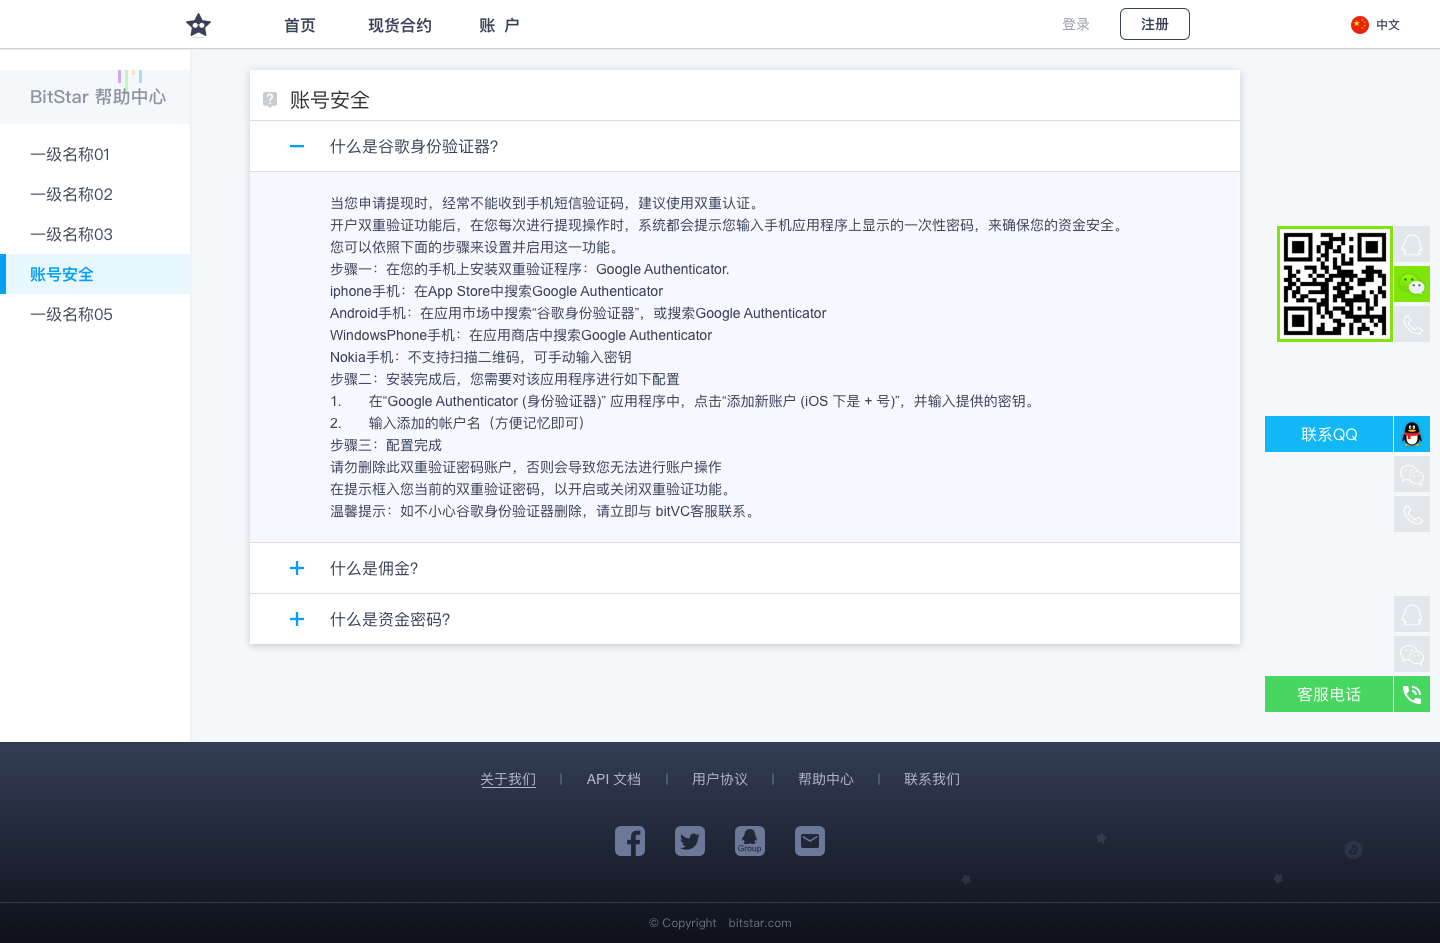 首页 现货合约 账 户 登录 注册 中文
BitStar 帮助中心
一级名称01
一级名称02
一级名称03
账号安全
一级名称05
账号安全
什么是谷歌身份验证器?
当您申请提现时，经常不能收到手机短信验证码，建议使用双重认证。
开户双重验证功能后，在您每次进行提现操作时，系统都会提示您输入手机应用程序上显示的一次性密码，来确保您的资金安全。
您可以依照下面的步骤来设置并启用这一功能。
步骤一：在您的手机上安装双重验证程序：Google Authenticator.
iphone手机：在App Store中搜索Google Authenticator
Android手机：在应用市场中搜索“谷歌身份验证器”，或搜索Google Authenticator
WindowsPhone手机：在应用商店中搜索Google Authenticator
Nokia手机：不支持扫描二维码，可手动输入密钥
步骤二：安装完成后，您需要对该应用程序进行如下配置
1. 在“Google Authenticator (身份验证器)” 应用程序中，点击“添加新账户 (iOS 下是 + 号)”，并输入提供的密钥。
2. 输入添加的帐户名（方便记忆即可）
步骤三：配置完成
请勿删除此双重验证密码账户，否则会导致您无法进行账户操作
在提示框入您当前的双重验证密码，以开启或关闭双重验证功能。
温馨提示：如不小心谷歌身份验证器删除，请立即与 bitVC客服联系。
什么是佣金?
什么是资金密码?
联系QQ
客服电话
关于我们 | API 文档 | 用户协议 | 帮助中心 | 联系我们
Group
© Copyright bitstar.com